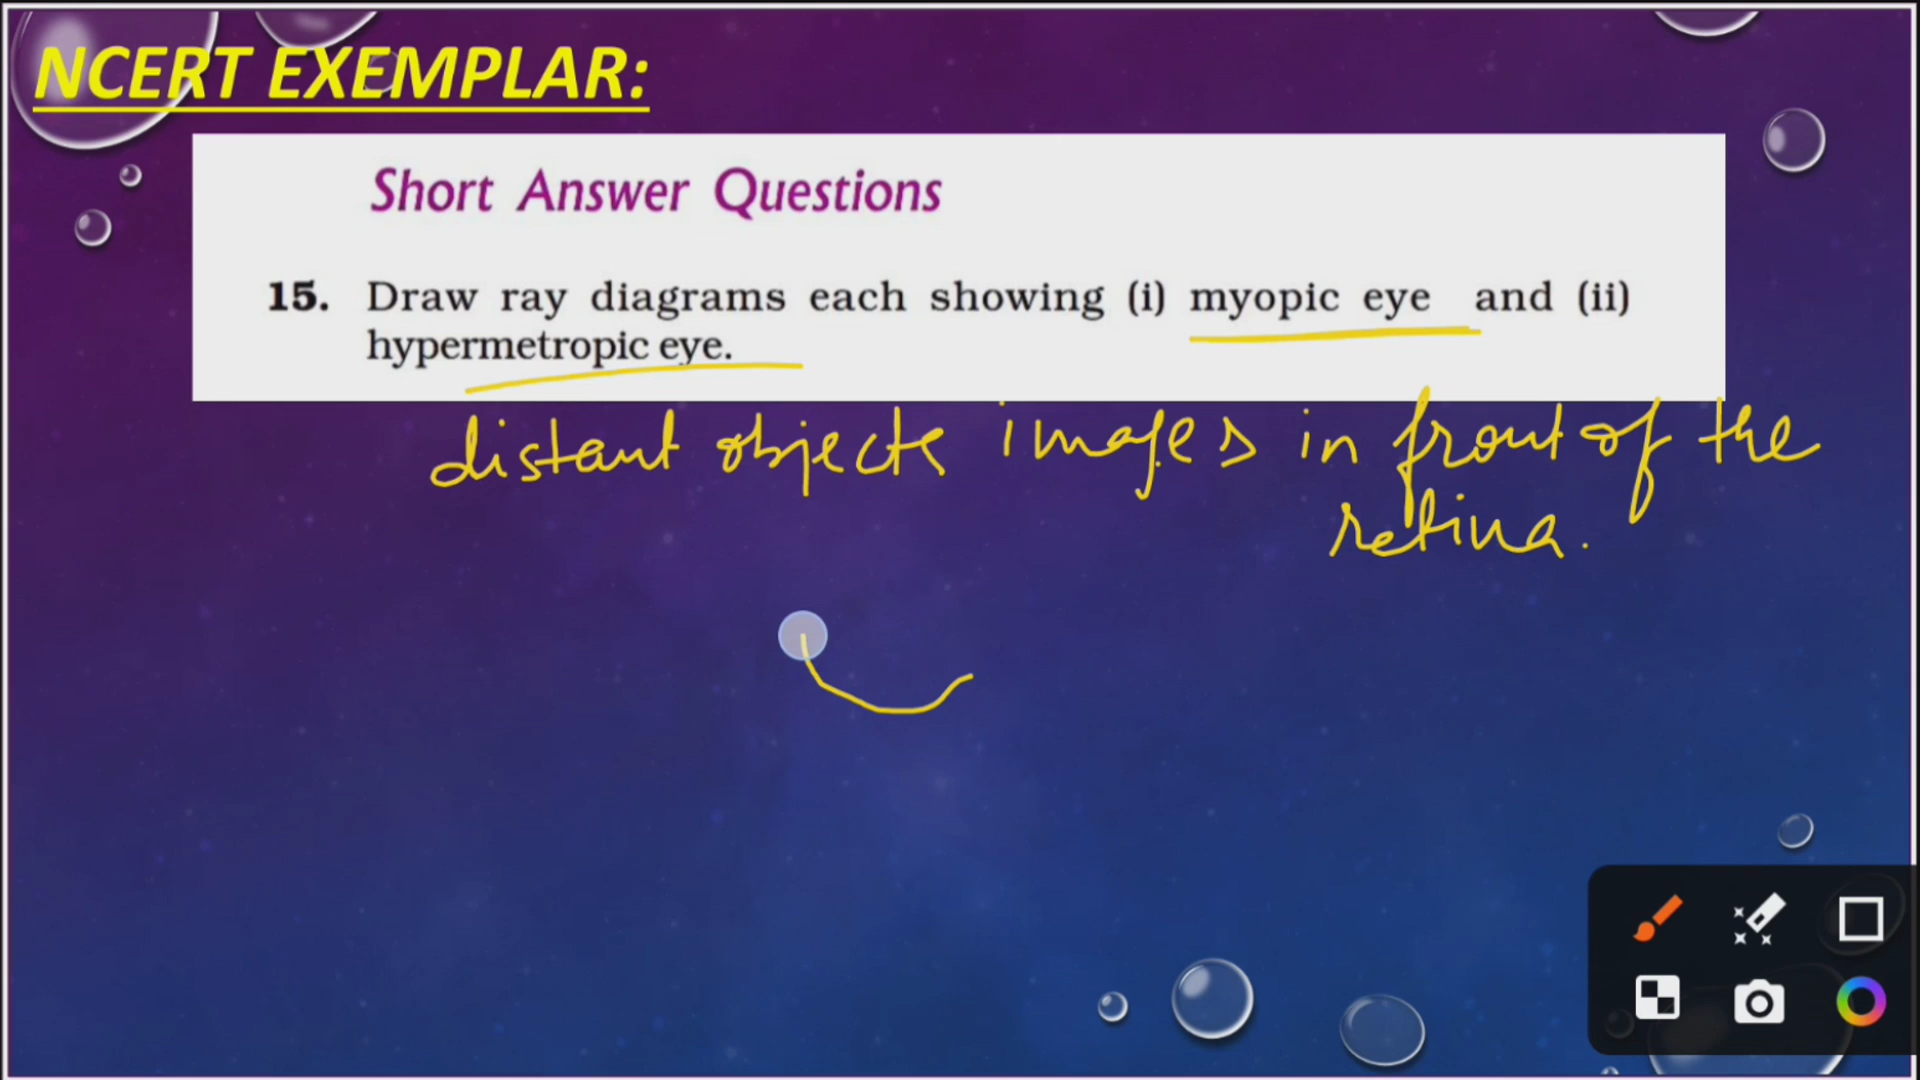 NCERT EXEMPLAR:
Short Answer Questions
15. Draw ray diagrams each showing (i) myopic eye and (ii)
hypermetropic eye.
distant objects images in front of the
retina.